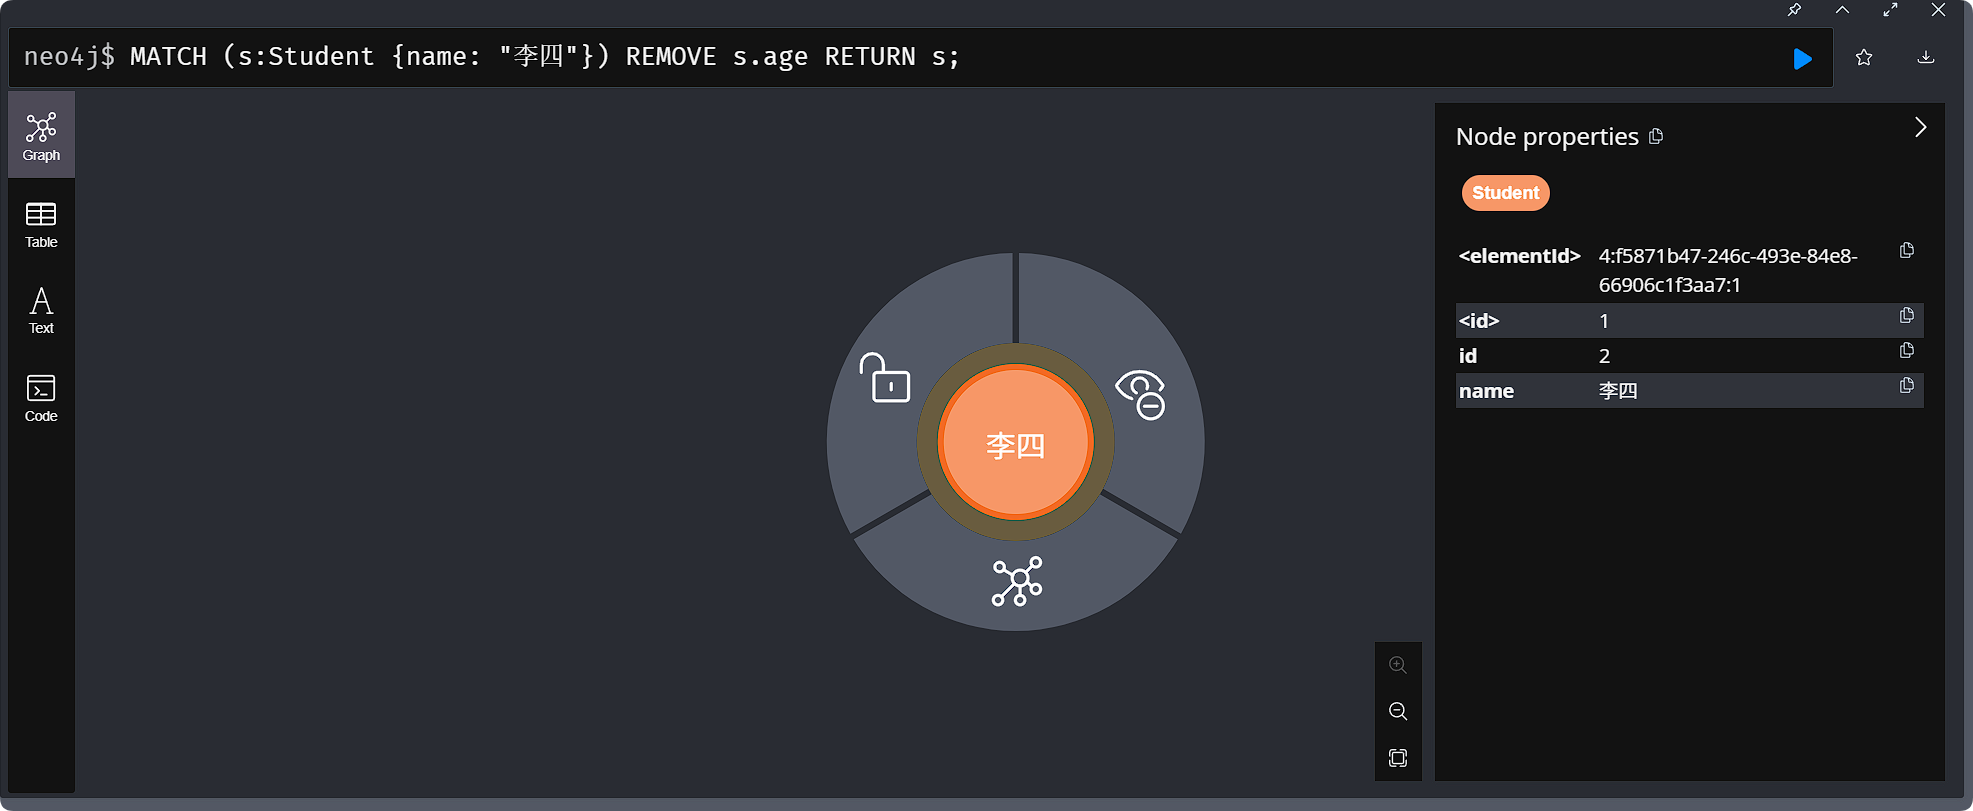 neo4j$ MATCH (s:Student {name: "李四"}) REMOVE s.age RETURN s;
Graph
Table
Text
Code
李四
Node properties
Student
<elementId> 4:f5871b47-246c-493e-84e8-
66906c1f3aa7:1
<id> 1
id 2
name 李四